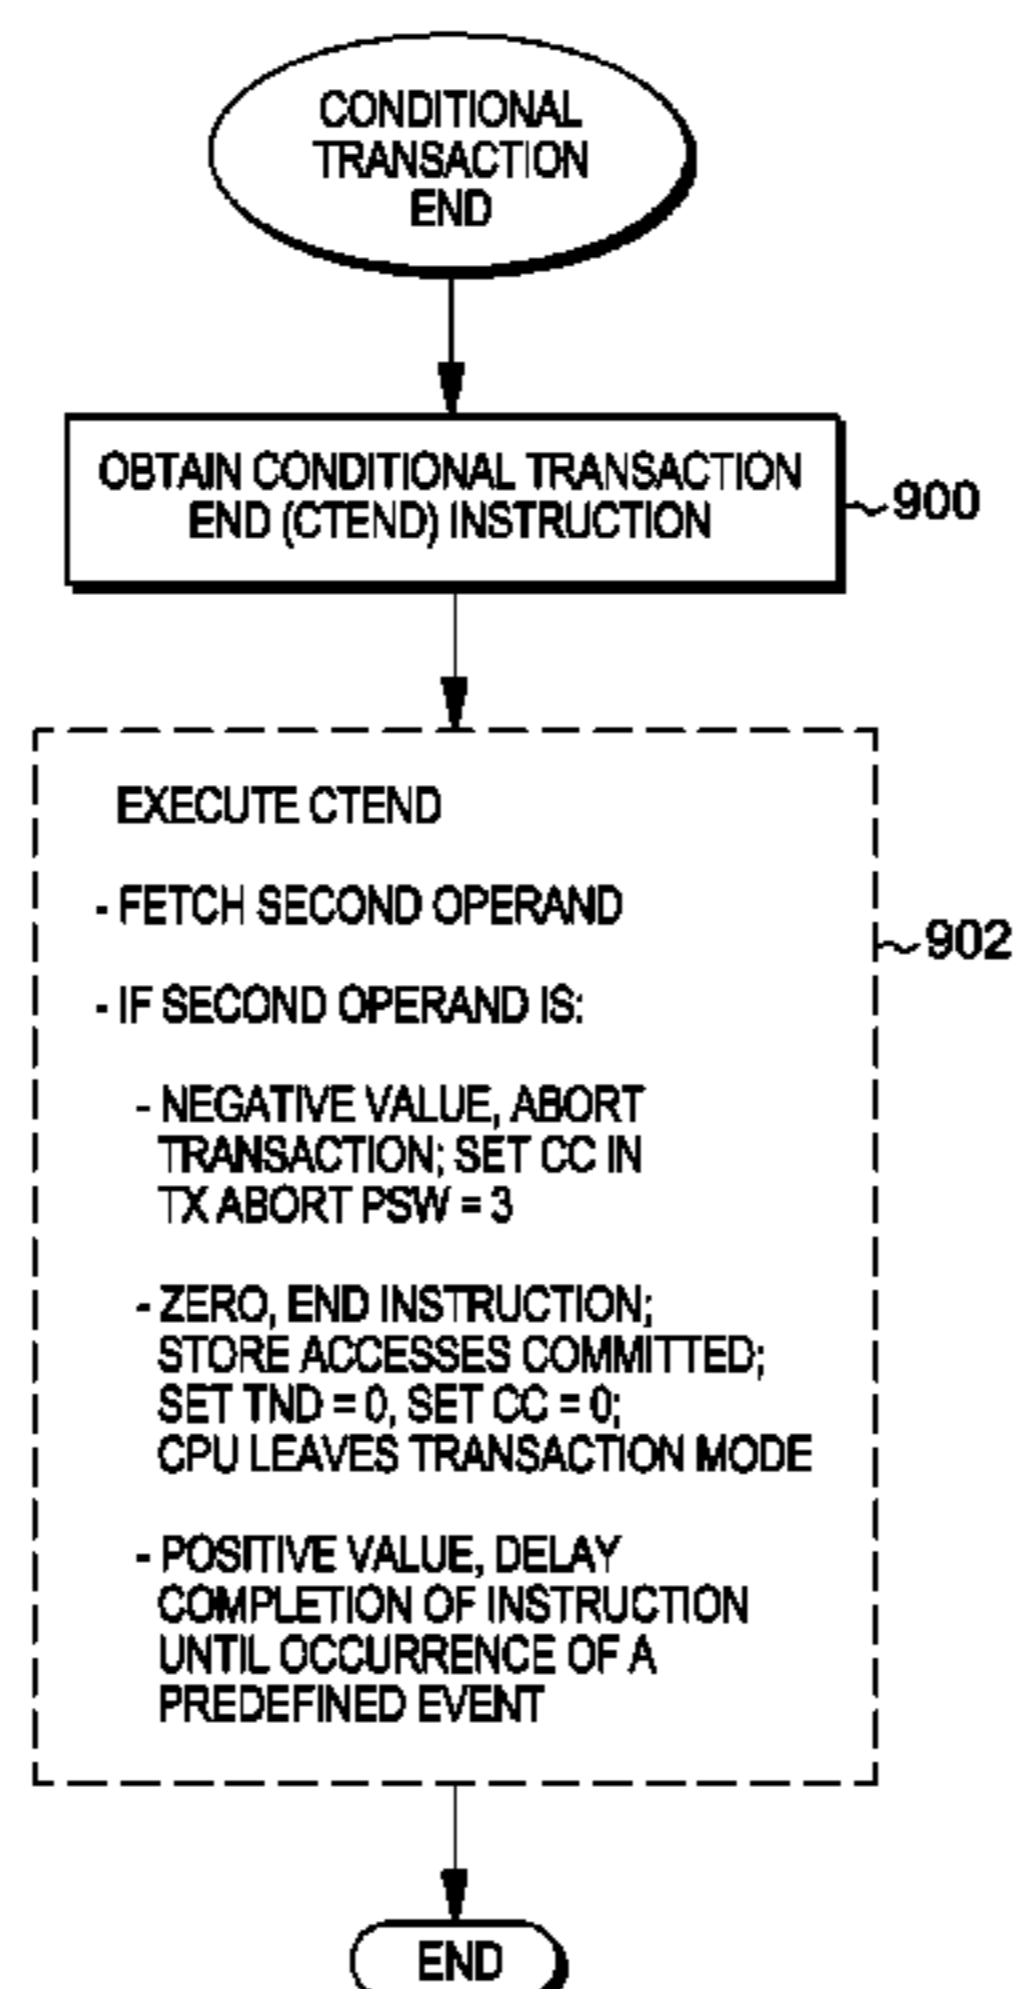 CONDITIONAL
TRANSACTION
END
OBTAIN CONDITIONAL TRANSACTION
END (CTEND) INSTRUCTION
900
EXECUTE CTEND
- FETCH SECOND OPERAND
902
- IF SECOND OPERAND IS:
- NEGATIVE VALUE, ABORT
TRANSACTION; SET CC IN
TX ABORT PSW = 3
- ZERO, END INSTRUCTION;
STORE ACCESSES COMMITTED;
SET TND = 0, SET CC = 0;
CPU LEAVES TRANSACTION MODE
- POSITIVE VALUE, DELAY
COMPLETION OF INSTRUCTION
UNTIL OCCURRENCE OF A
PREDEFINED EVENT
END